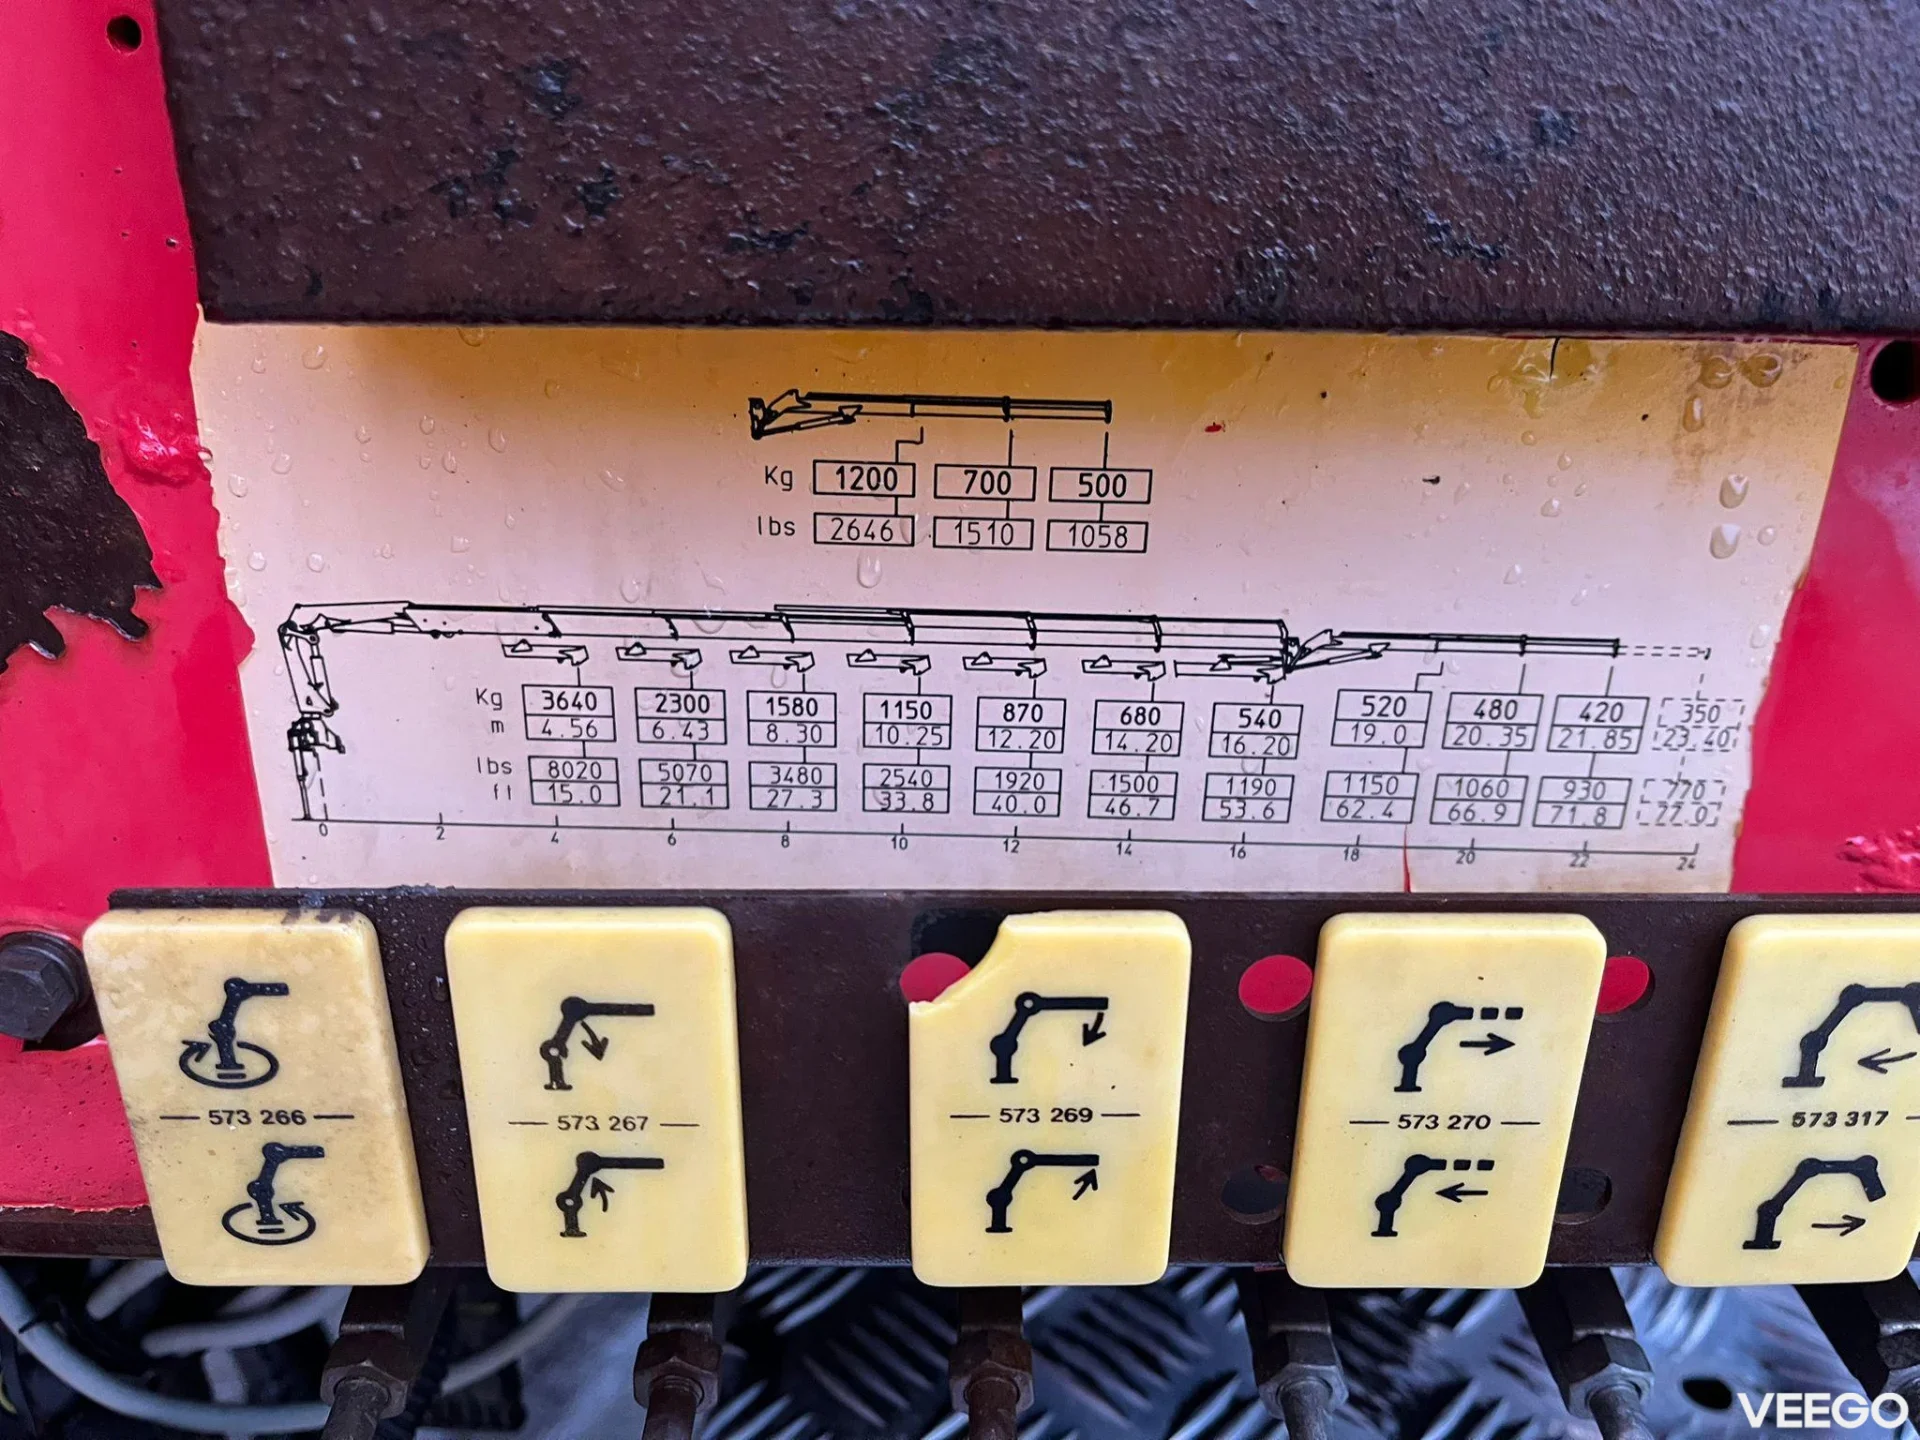 Kg 1200 700 500
lbs 2646 1510 1058
Kg 3640 2300 1580 1150 870 680 540 520 480 420 350
m 4.56 6.43 8.30 10.25 12.20 14.20 16.20 19.0 20.35 21.85 23.40
lbs 8020 5070 3480 2540 1920 1500 1190 1150 1060 930 770
ft 15.0 21.1 27.3 33.8 40.0 46.7 53.6 62.4 66.9 71.8
0 2 4 6 8 10 12 14 16 18 20 22 24
573 266 573 267 573 269 573 270 573 317
VEEGO